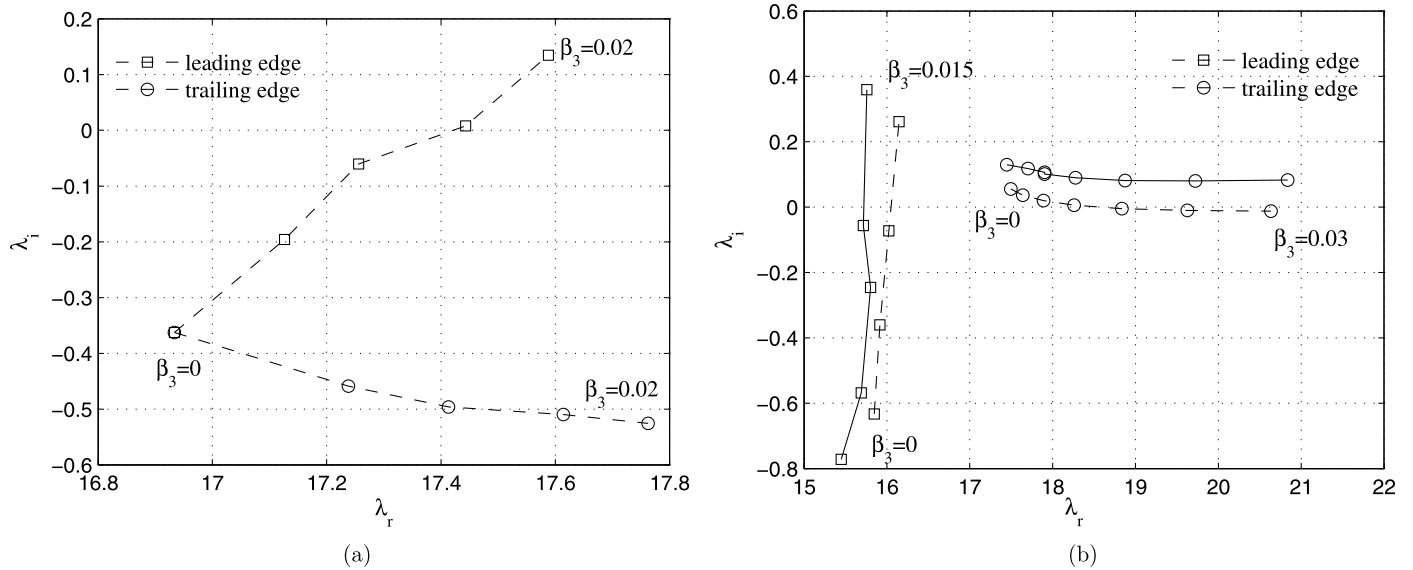 0.2
0.1
0
−0.1
−0.2
−0.3
−0.4
−0.5
−0.6
λi
leading edge
trailing edge
β3=0.02
β3=0
β3=0.02
16.8 17 17.2 17.4 17.6 17.8
λr
(a)
0.6
0.4
0.2
0
−0.2
−0.4
−0.6
−0.8
λi
β3=0.015
leading edge
trailing edge
β3=0
β3=0.03
β3=0
15 16 17 18 19 20 21 22
λr
(b)